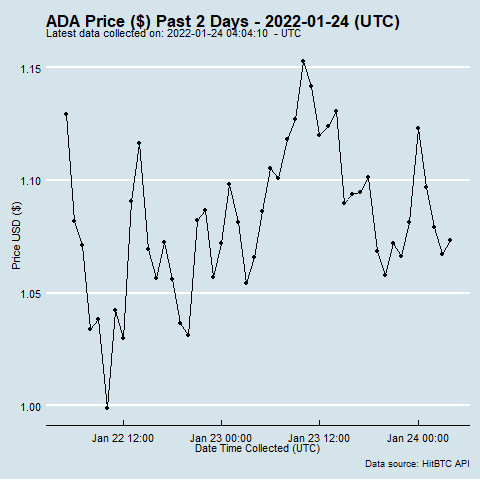 ADA Price ($) Past 2 Days - 2022-01-24 (UTC)
Latest data collected on: 2022-01-24 04:04:10 - UTC
1.15
1.10
1.05
1.00
Price USD ($)
Jan 22 12:00 Jan 23 00:00 Jan 23 12:00 Jan 24 00:00
Date Time Collected (UTC)
Data source: HitBTC API